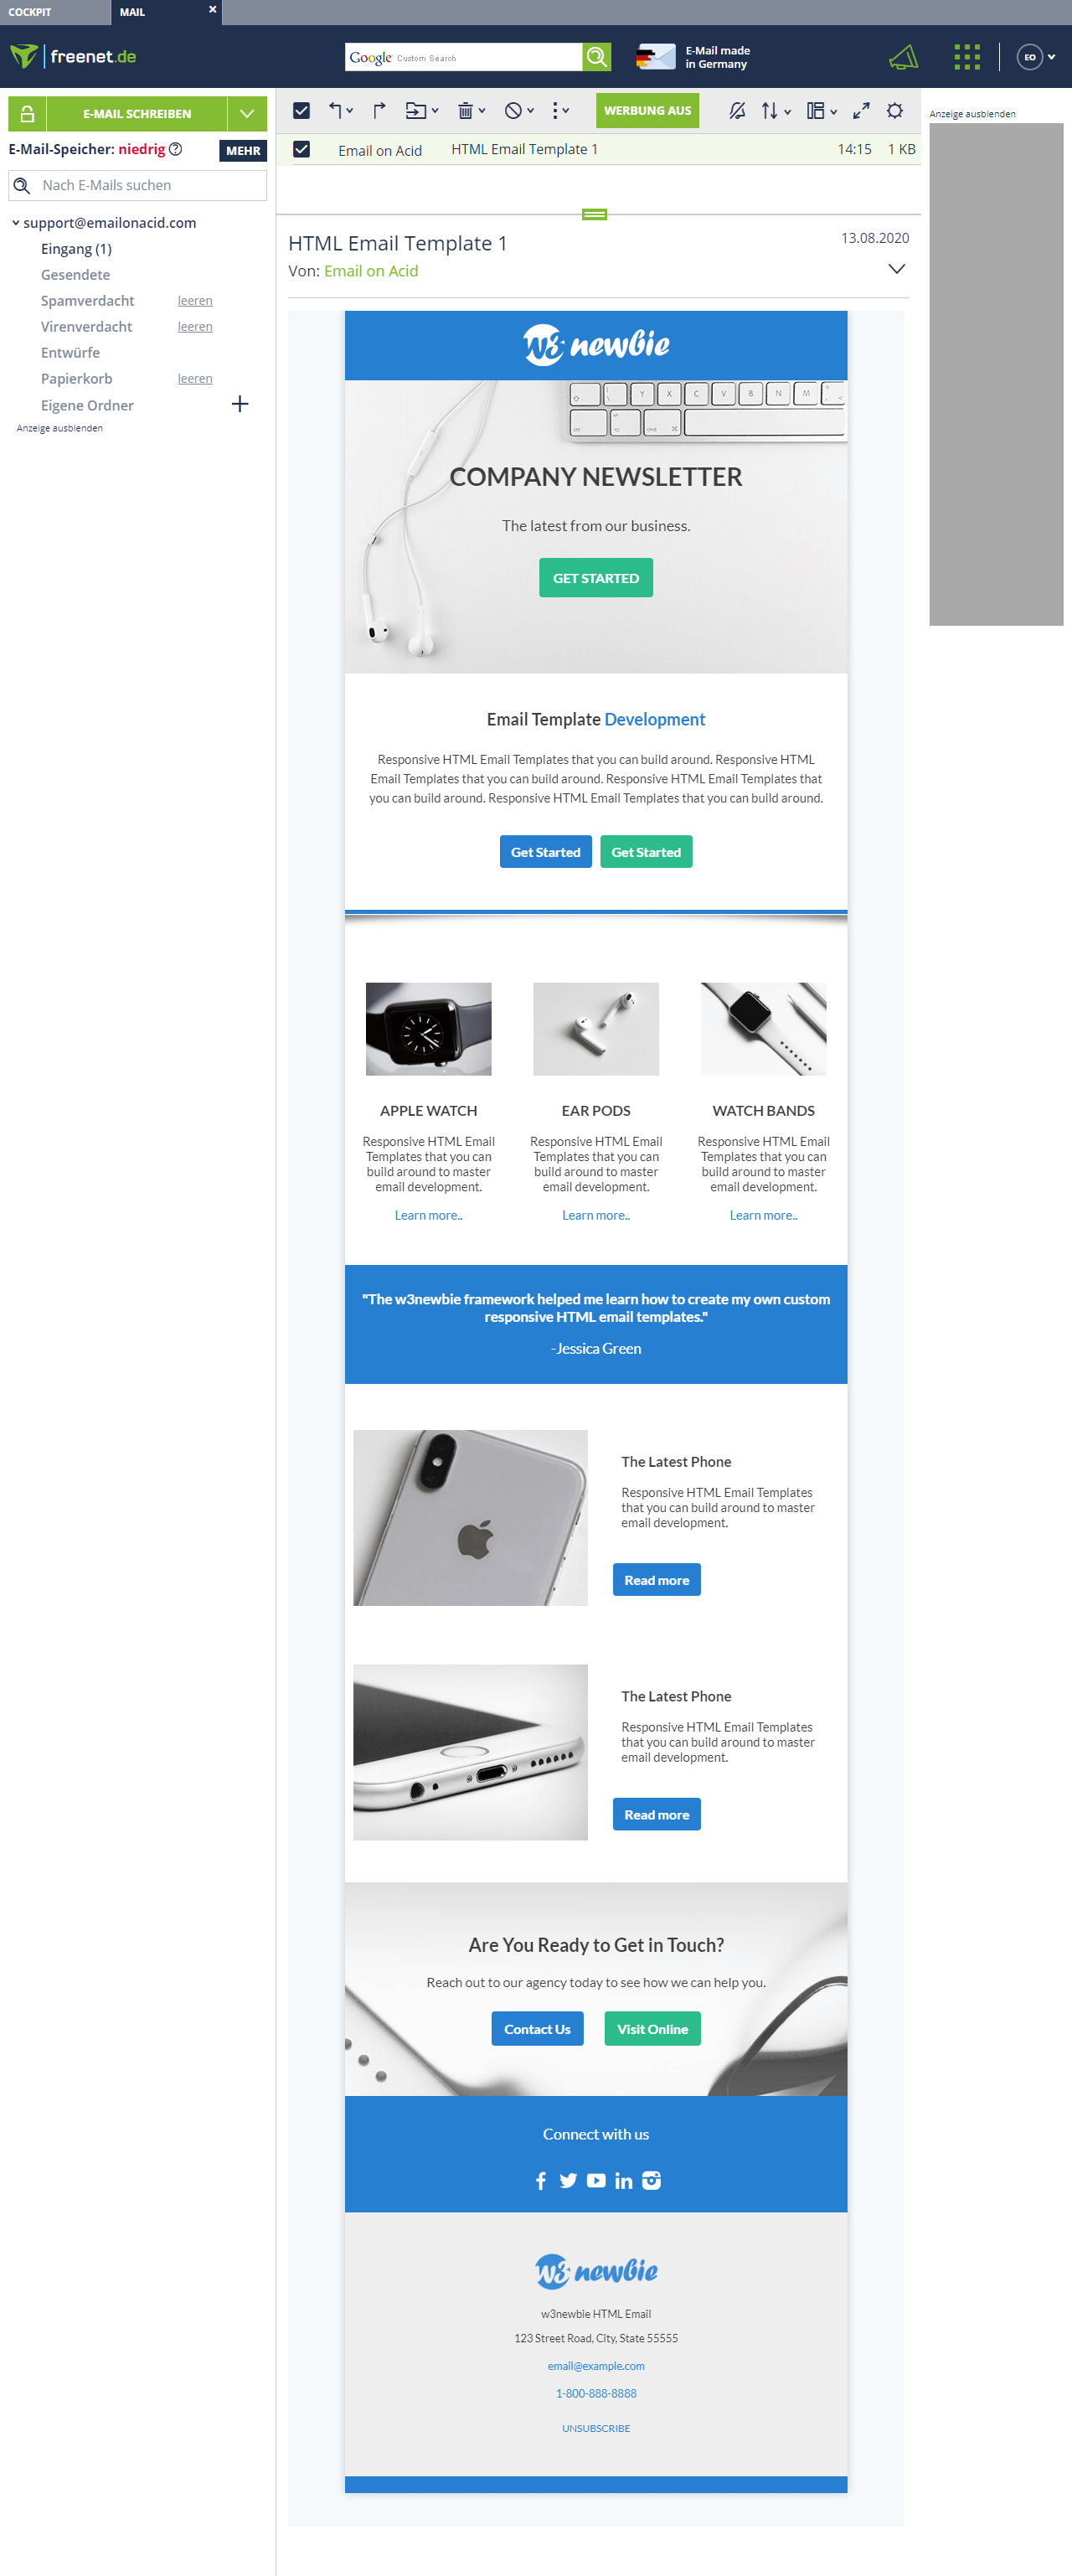 COCKPIT
MAIL
freenet.de
Google Custom Search
E-Mail made
in Germany
EO
E-MAIL SCHREIBEN
E-Mail-Speicher: niedrig
MEHR
Nach E-Mails suchen
support@emailonacid.com
Eingang (1)
Gesendete
Spamverdacht leeren
Virenverdacht leeren
Entwürfe
Papierkorb leeren
Eigene Ordner
Anzeige ausblenden
WERBUNG AUS
Email on Acid HTML Email Template 1 14:15 1 KB
Anzeige ausblenden
HTML Email Template 1
13.08.2020
Von: Email on Acid
w3 newbie
Z X C V B N M
alt
ctrl alt cmd ⌘
COMPANY NEWSLETTER
The latest from our business.
GET STARTED
Email Template Development
Responsive HTML Email Templates that you can build around. Responsive HTML
Email Templates that you can build around. Responsive HTML Email Templates that
you can build around. Responsive HTML Email Templates that you can build around.
Get Started
Get Started
APPLE WATCH
Responsive HTML Email
Templates that you can
build around to master
email development.
Learn more..
EAR PODS
Responsive HTML Email
Templates that you can
build around to master
email development.
Learn more..
WATCH BANDS
Responsive HTML Email
Templates that you can
build around to master
email development.
Learn more..
"The w3newbie framework helped me learn how to create my own custom
responsive HTML email templates."
-Jessica Green
The Latest Phone
Responsive HTML Email Templates
that you can build around to master
email development.
Read more
The Latest Phone
Responsive HTML Email Templates
that you can build around to master
email development.
Read more
Are You Ready to Get in Touch?
Reach out to our agency today to see how we can help you.
Contact Us
Visit Online
Connect with us
w3 newbie
w3newbie HTML Email
123 Street Road, City, State 55555
email@example.com
1-800-888-8888
UNSUBSCRIBE